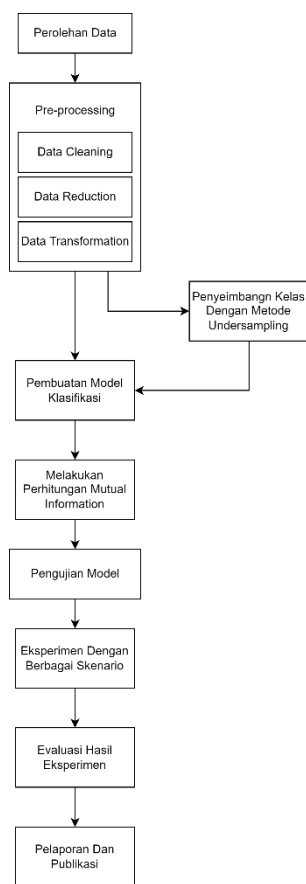 Perolehan Data
Pre-processing
Data Cleaning
Data Reduction
Data Transformation
Penyeimbangn Kelas
Dengan Metode
Undersampling
Pembuatan Model
Klasifikasi
Melakukan
Perhitungan Mutual
Information
Pengujian Model
Eksperimen Dengan
Berbagai Skenario
Evaluasi Hasil
Eksperimen
Pelaporan Dan
Publikasi